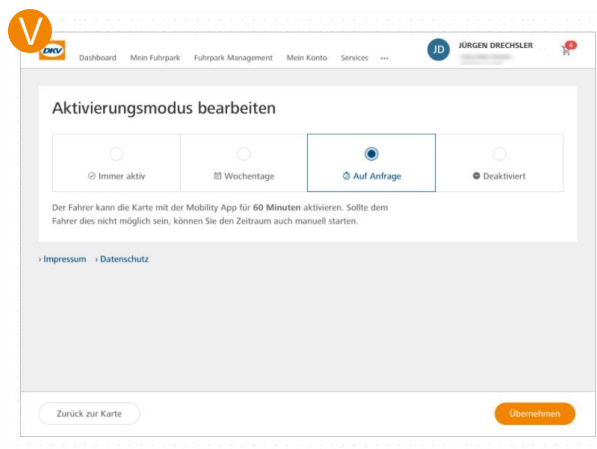 V
DKV
Dashboard Mein Fuhrpark Fuhrpark Management Mein Konto Services ...
JD
JÜRGEN DRECHSLER
4
Aktivierungsmodus bearbeiten
Immer aktiv
Wochentage
Auf Anfrage
Deaktiviert
Der Fahrer kann die Karte mit der Mobility App für 60 Minuten aktivieren. Sollte dem
Fahrer dies nicht möglich sein, können Sie den Zeitraum auch manuell starten.
› Impressum › Datenschutz
Zurück zur Karte
Übernehmen